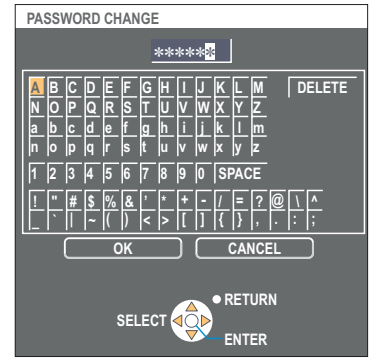 PASSWORD CHANGE
*****
A B C D E F G H I J K L M DELETE
N O P Q R S T U V W X Y Z
a b c d e f g h i j k l m
n o p q r s t u v w x y z
1 2 3 4 5 6 7 8 9 0 SPACE
! " # $ % & ' * + - / = ? @ \ ^
_ ` | ~ ( ) < > [ ] { } , . : ;
OK CANCEL
RETURN
SELECT
ENTER